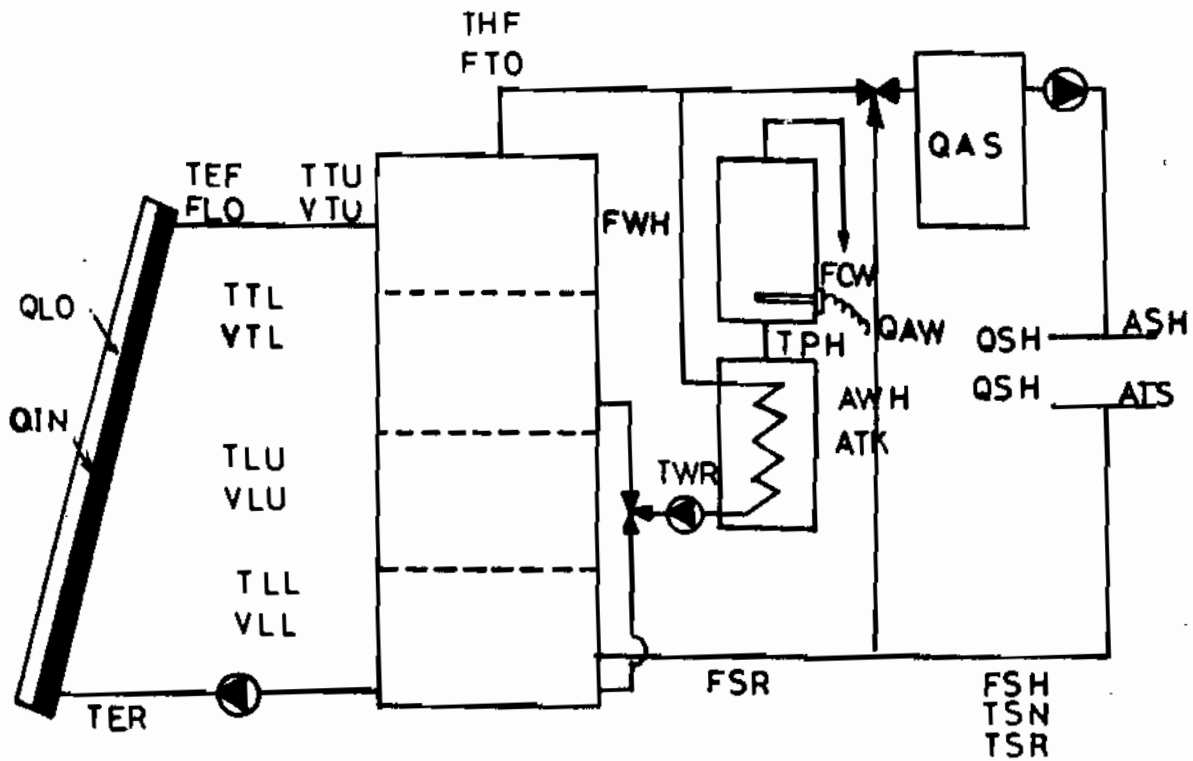 THF
FTO
QAS
TEF
FLO
TTU
VTU
FWH
QLO
TTL
VTL
FCW
QAW
TPH
QSH
ASH
QSH
ATS
QIN
AWH
ATK
TLU
VLU
TWR
TLL
VLL
TER
FSR
FSH
TSN
TSR